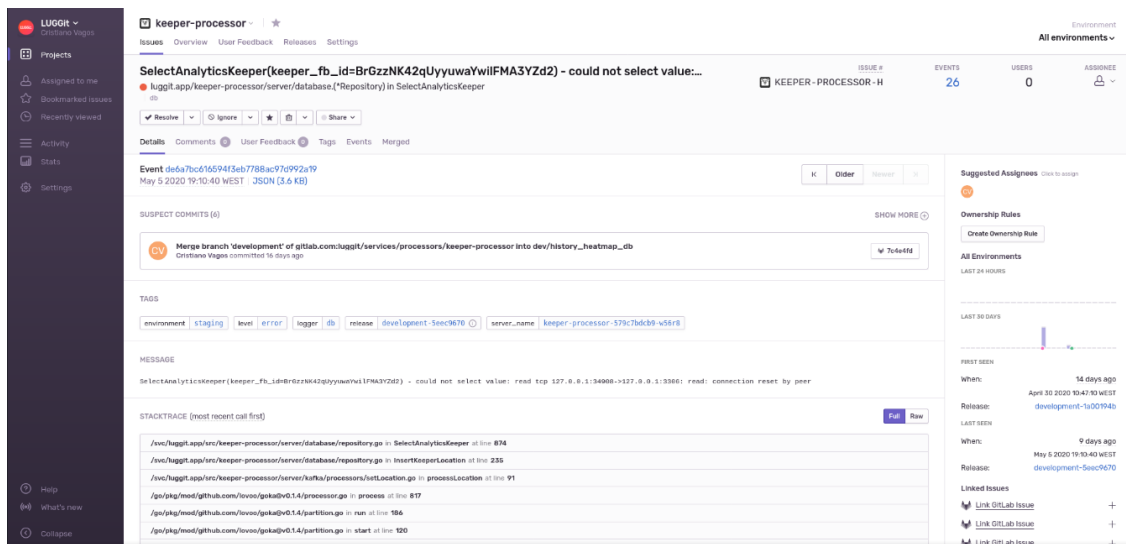 LUGGit
Cristiano Vagos
Projects
Assigned to me
Bookmarked issues
Recently viewed
Activity
Stats
Settings
Help
What's new
Collapse
keeper-processor
Issues Overview User Feedback Releases Settings
Environment
All environments
SelectAnalyticsKeeper(keeper_fb_id=BrGzzNK42qUyyuwaYwilFMA3YZd2) - could not select value:...
luggit.app/keeper-processor/server/database.(*Repository) in SelectAnalyticsKeeper
db
ISSUE #
KEEPER-PROCESSOR-H
EVENTS
26
USERS
0
ASSIGNEE
Resolve Ignore Share
Details Comments 0 User Feedback 0 Tags Events Merged
Event de6a7bc616594f3eb7788ac97d992a19
May 5 2020 19:10:40 WEST JSON (3.6 KB)
Older Newer
SUSPECT COMMITS (6)
SHOW MORE
CV
Merge branch 'development' of gitlab.com:luggit/services/processors/keeper-processor into dev/history_heatmap_db
Cristiano Vagos committed 16 days ago
7c4e4fd
TAGS
environment staging level error logger db release development-5eec9670 server_name keeper-processor-579c7bdcb9-w56r8
MESSAGE
SelectAnalyticsKeeper(keeper_fb_id=BrGzzNK42qUyyuwaYwilFMA3YZd2) - could not select value: read tcp 127.0.0.1:34908->127.0.0.1:3306: read: connection reset by peer
STACKTRACE (most recent call first)
Full Raw
/svc/luggit.app/src/keeper-processor/server/database/repository.go in SelectAnalyticsKeeper at line 874
/svc/luggit.app/src/keeper-processor/server/database/repository.go in InsertKeeperLocation at line 235
/svc/luggit.app/src/keeper-processor/server/kafka/processors/setLocation.go in processLocation at line 91
/go/pkg/mod/github.com/lovoo/goka@v0.1.4/processor.go in process at line 817
/go/pkg/mod/github.com/lovoo/goka@v0.1.4/partition.go in run at line 186
/go/pkg/mod/github.com/lovoo/goka@v0.1.4/partition.go in start at line 120
Suggested Assignees Click to assign
CV
Ownership Rules
Create Ownership Rule
All Environments
LAST 24 HOURS
LAST 30 DAYS
FIRST SEEN
When: 14 days ago
April 30 2020 10:47:10 WEST
Release: development-1a00194b
LAST SEEN
When: 9 days ago
May 5 2020 19:10:40 WEST
Release: development-5eec9670
Linked Issues
Link GitLab Issue
Link GitLab Issue
Link GitLab Issue